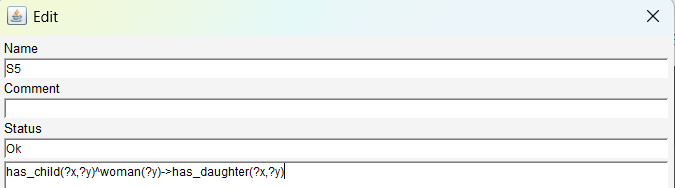 Edit
Name
S5
Comment
Status
Ok
has_child(?x,?y)^woman(?y)->has_daughter(?x,?y)